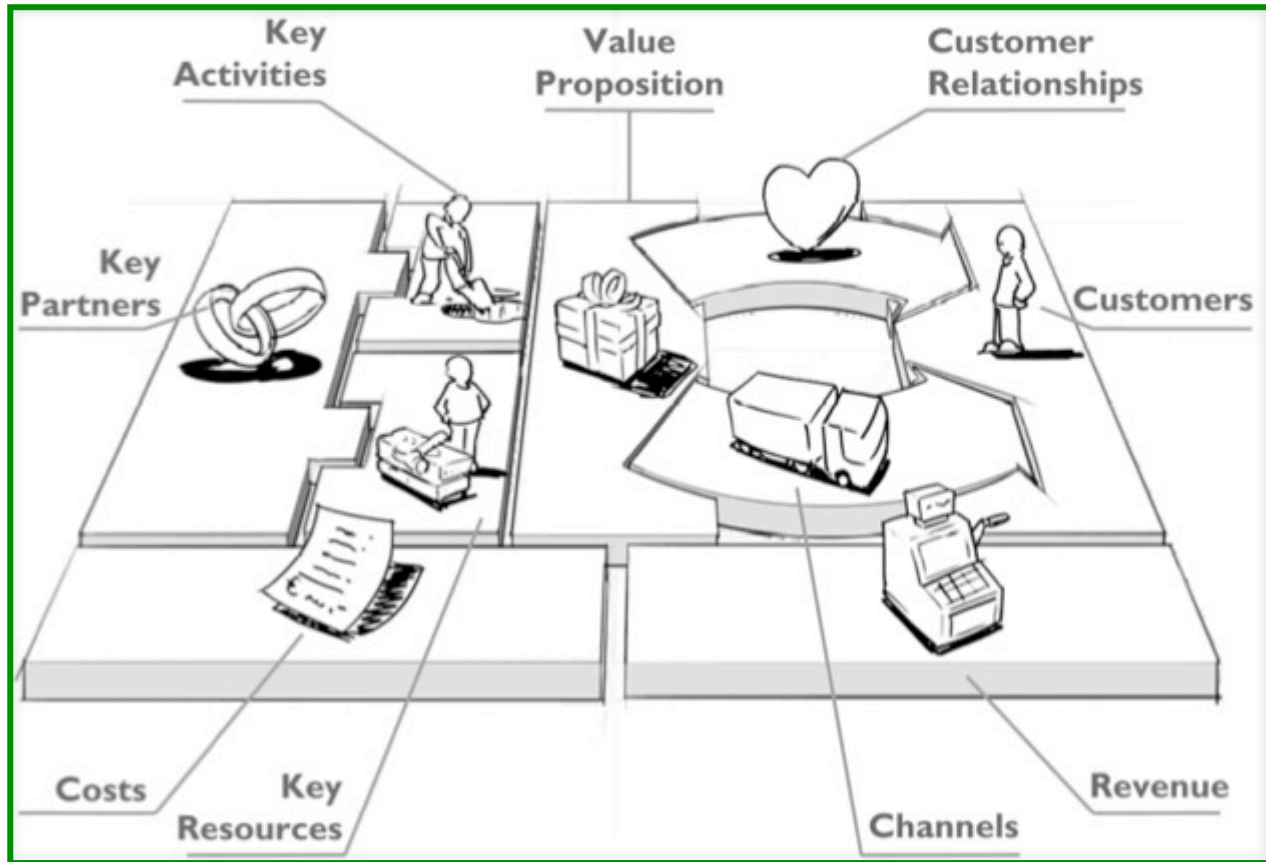 Key
Activities
Value
Proposition
Customer
Relationships
Key
Partners
Customers
Costs
Key
Resources
Channels
Revenue